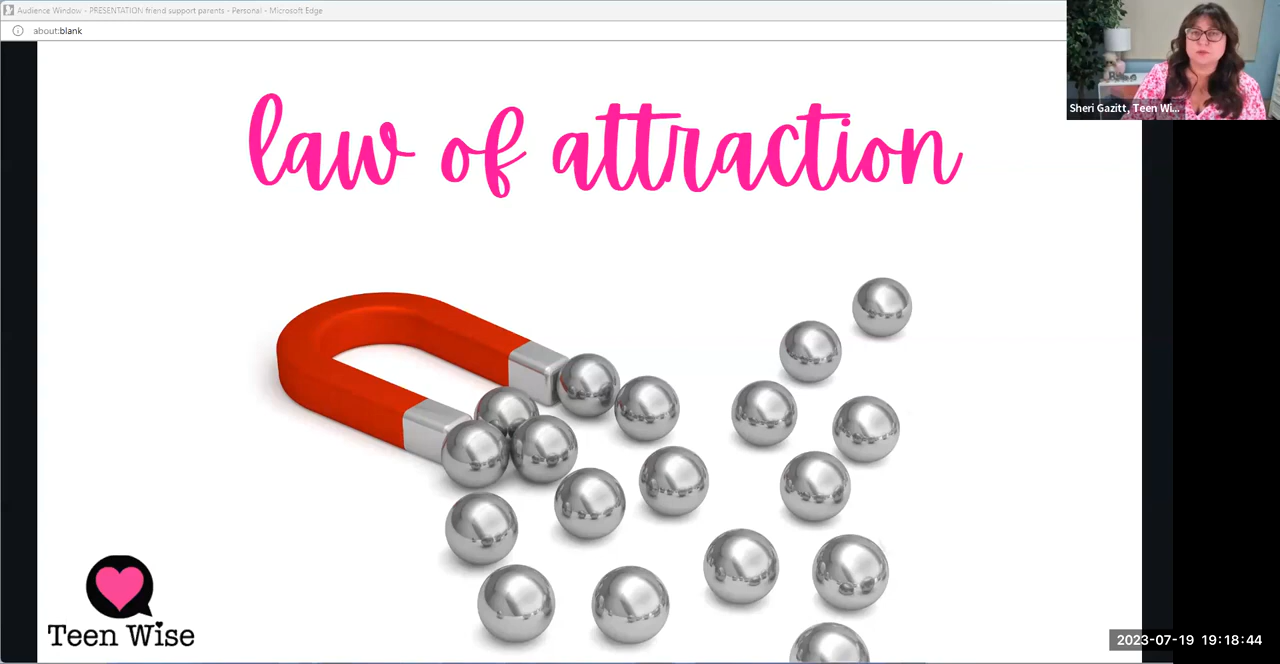 Audience Window - PRESENTATION friend support parents - Personal - Microsoft Edge
about:blank
Sheri Gazitt, Teen Wi...
law of attraction
Teen Wise
2023-07-19 19:18:44